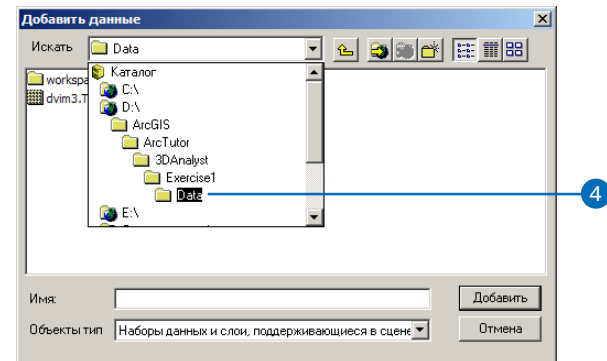 Добавить данные
Искать Data
Каталог
workspa
C:\
dvim3.T
D:\
ArcGIS
ArcTutor
3DAnalyst
Exercise1
Data
4
E:\
Имя:
Добавить
Объекты тип Наборы данных и слои, поддерживающиеся в сцене
Отмена